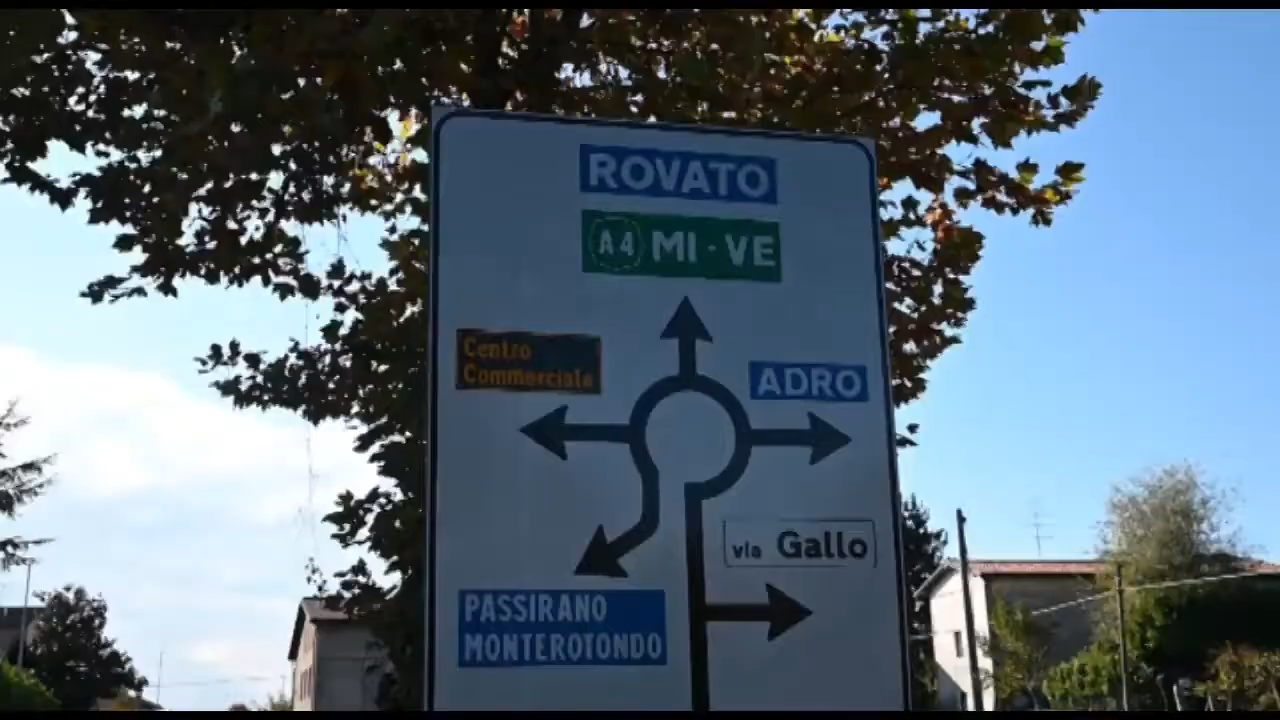 ROVATO
A4 MI - VE
Centro
Commerciale
ADRO
via Gallo
PASSIRANO
MONTEROTONDO